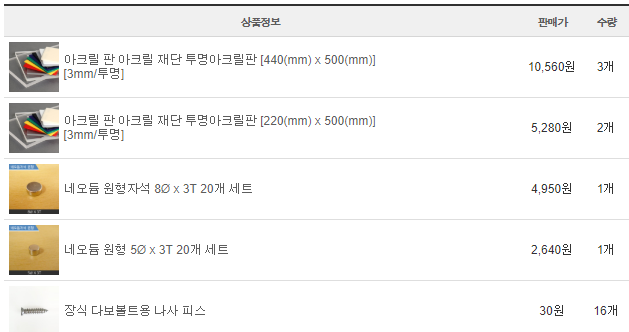 상품정보 판매가 수량
아크릴 판 아크릴 재단 투명아크릴판 [440(mm) x 500(mm)]
[3mm/투명]
10,560원 3개
아크릴 판 아크릴 재단 투명아크릴판 [220(mm) x 500(mm)]
[3mm/투명]
5,280원 2개
네오듐 원형자석 8Ø x 3T 20개 세트 4,950원 1개
네오듐 원형 5Ø x 3T 20개 세트 2,640원 1개
장식 다보볼트용 나사 피스 30원 16개